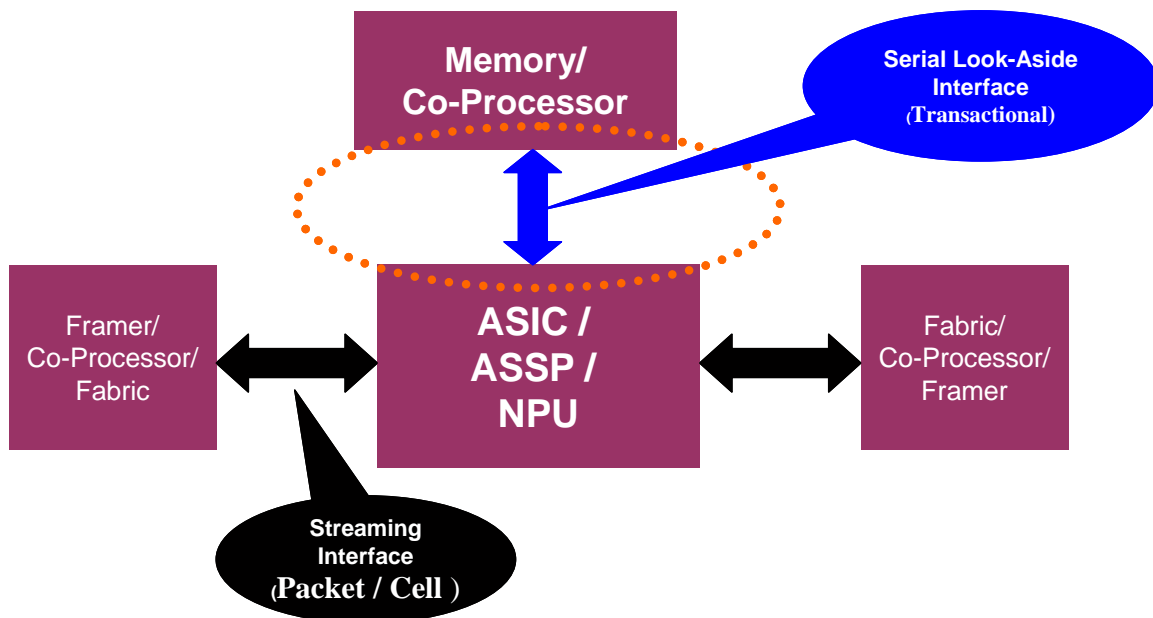 Memory/
Co-Processor
Serial Look-Aside
Interface
(Transactional)
Framer/
Co-Processor/
Fabric
ASIC /
ASSP /
NPU
Fabric/
Co-Processor/
Framer
Streaming
Interface
(Packet / Cell )